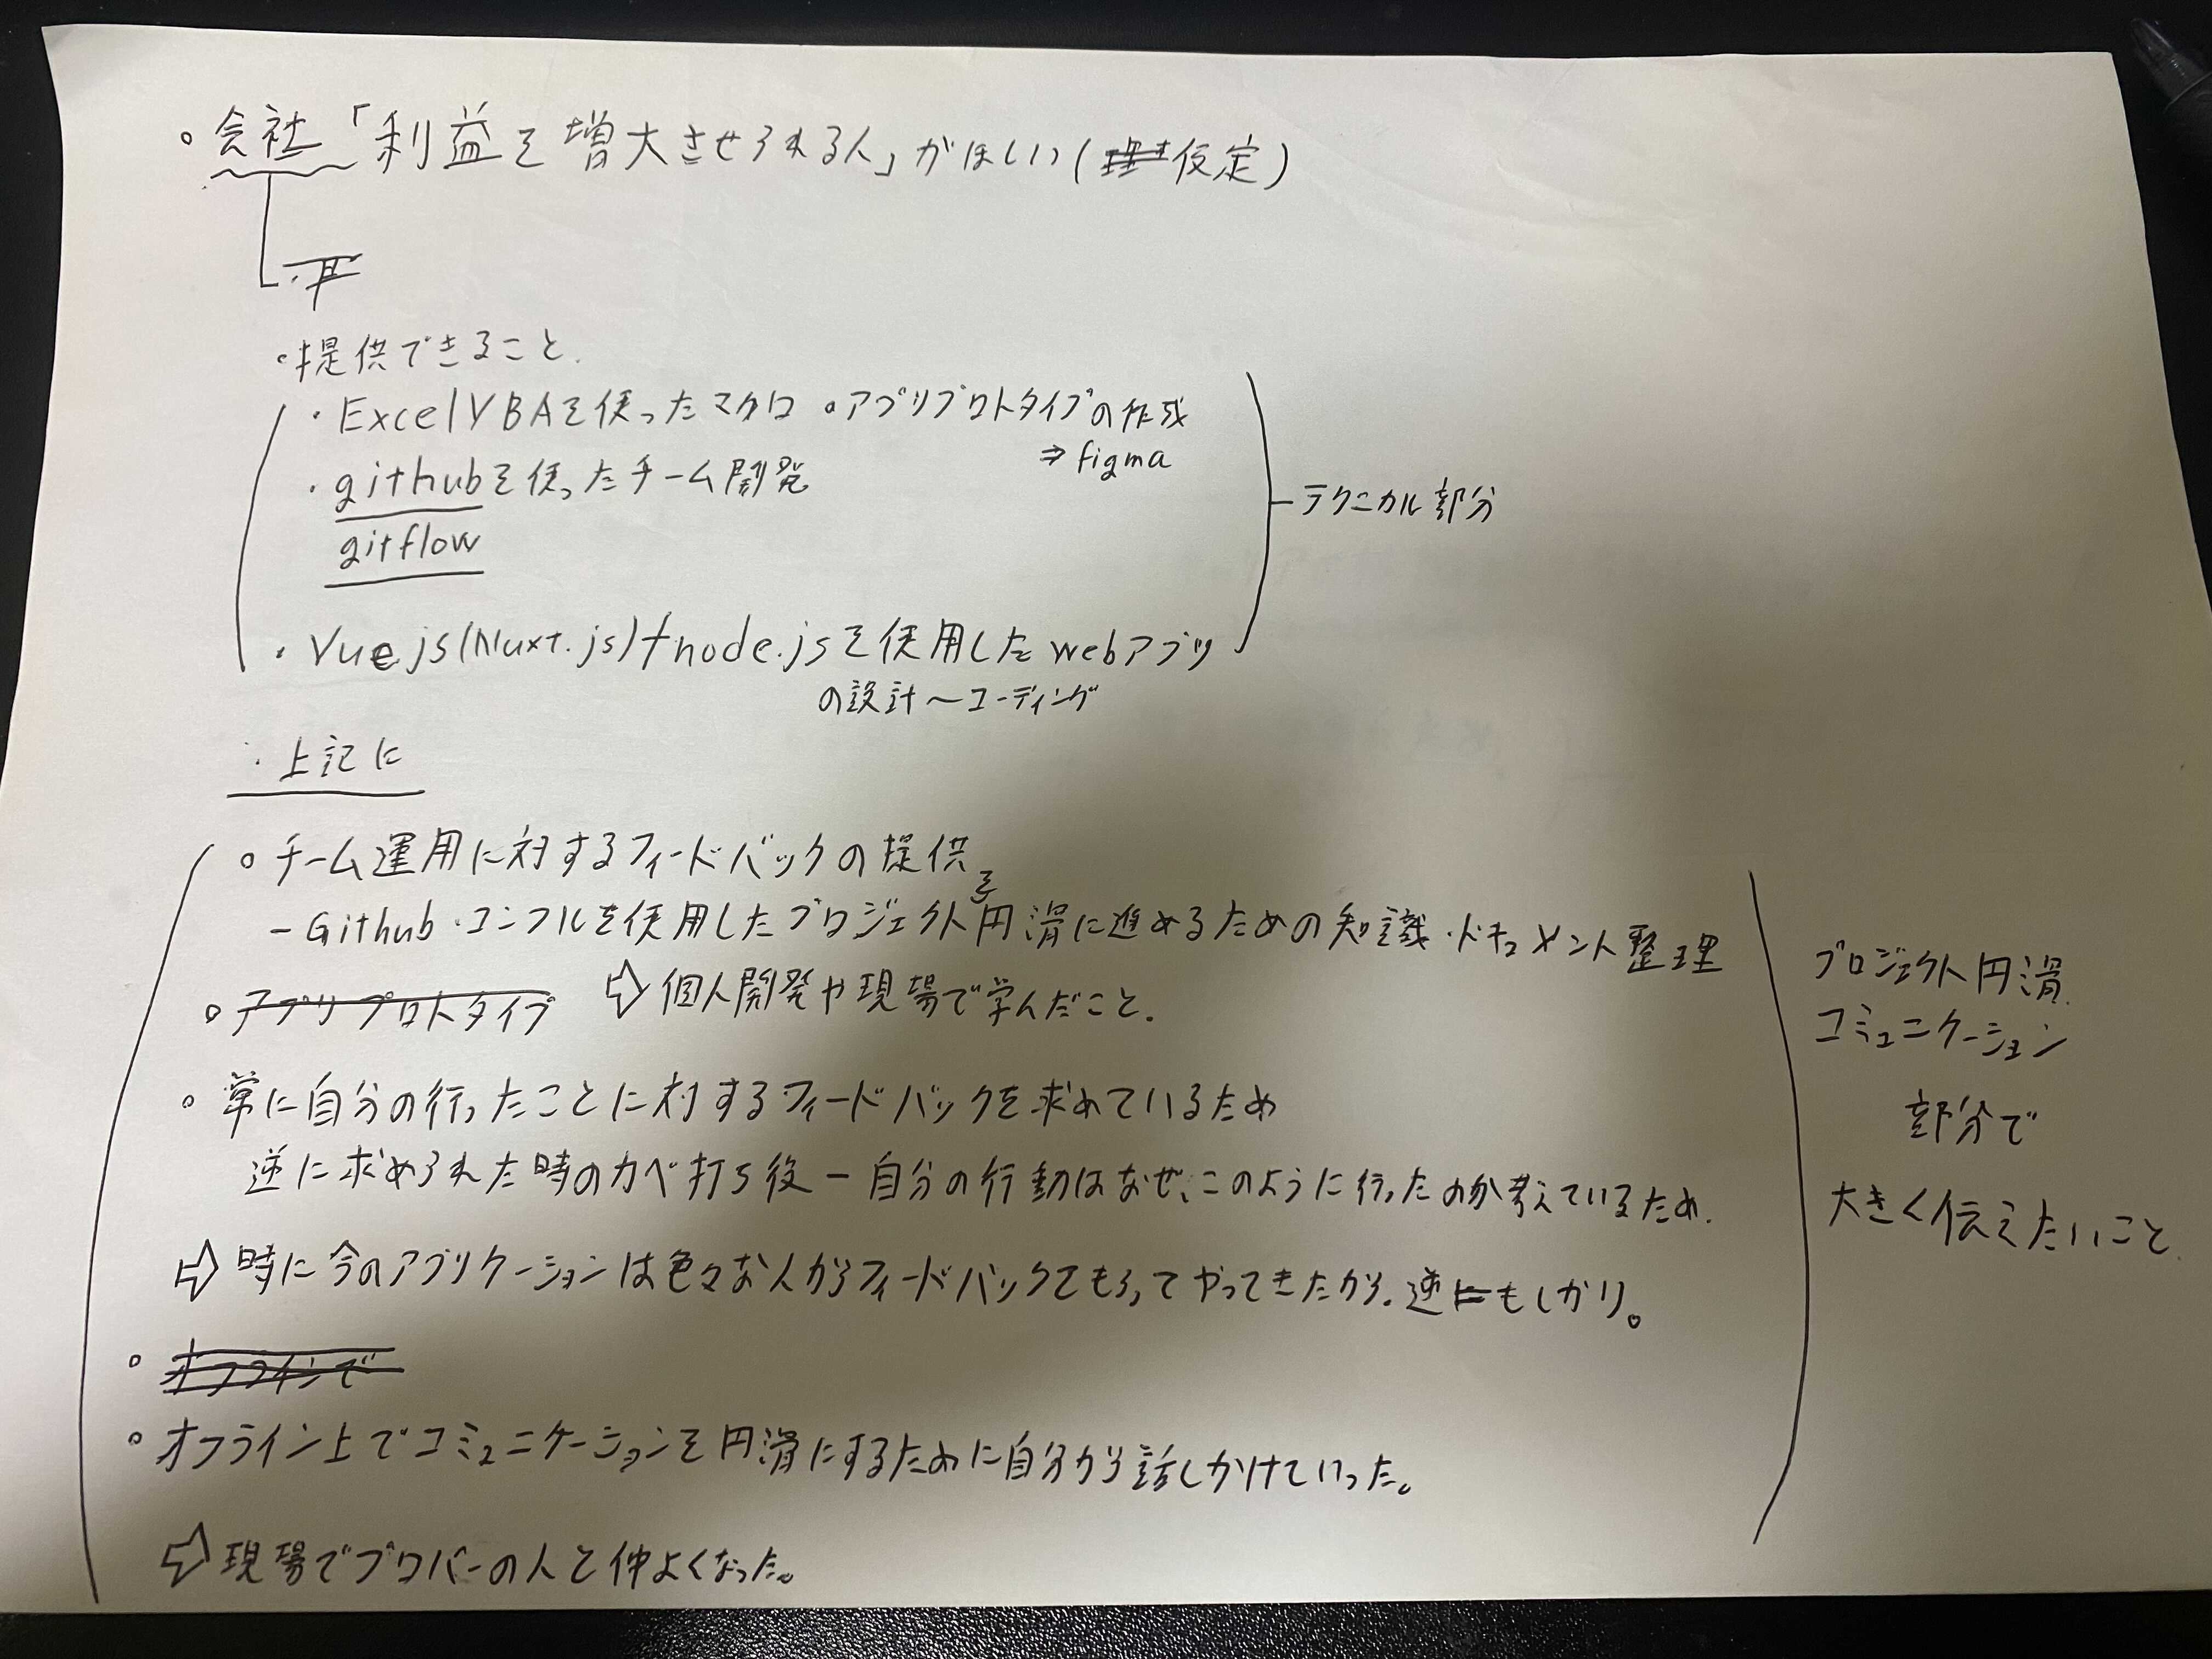 。会社「利益を増大させられる人」がほしい(仮定)
。提供できること.
・ExcelVBAを使ったマクロ 。アプリプロトタイプの作成
⇒ figma
・githubを使ったチーム開発
gitflow
テクニカル部分
・Vue.js(Nuxt.js)+node.jsを使用したwebアプリ
の設計〜コーディング
・上記に
。チーム運用に対するフィードバックの提供
-Github・コンフルを使用したプロジェクトを円滑に進めるための知識・ドキュメント整理
。アプリプロトタイプ ⇨個人開発や現場で学んだこと.
。常に自分の行ったことに対するフィードバックを求めているため
逆に求められた時のカベ打ち役-自分の行動はなぜ、このように行ったのか考えているため.
⇨時に今のアプリケーションは色々な人からフィードバックてもらってやってきたから.逆もしかり。
。オフラインで
。オフライン上でコミュニケーションを円滑にするために自分から話しかけていった。
⇨現場でプロパーの人と仲よくなった。
プロジェクト円滑
コミュニケーション
部分で
大きく伝えたいこと.